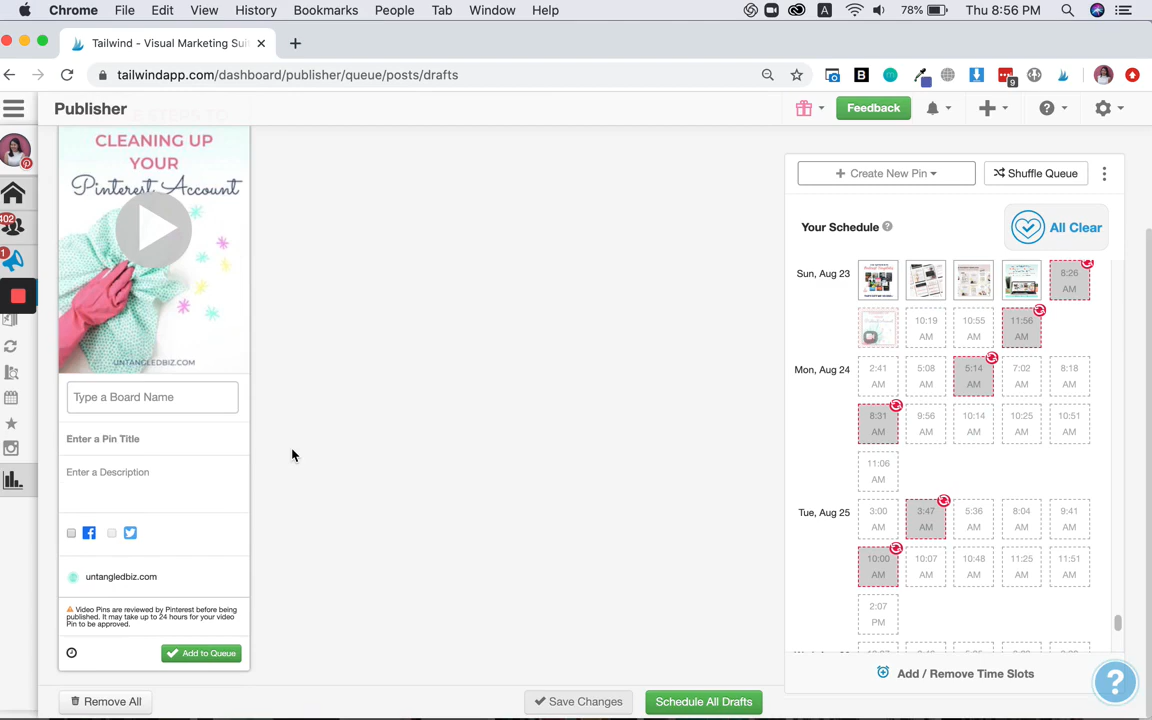 Chrome File Edit View History Bookmarks People Tab Window Help
A 78% Thu 8:56 PM
Tailwind - Visual Marketing Sui
tailwindapp.com/dashboard/publisher/queue/posts/drafts
B 9
Publisher
Feedback
402
1
CLEANING UP
YOUR
Pinterest Account
UNTANGLEDBIZ.COM
Type a Board Name
Enter a Pin Title
Enter a Description
untangledbiz.com
Video Pins are reviewed by Pinterest before being
published. It may take up to 24 hours for your video
Pin to be approved.
Add to Queue
Remove All
Save Changes
Schedule All Drafts
Create New Pin
Shuffle Queue
Your Schedule ?
All Clear
Sun, Aug 23
8:26 AM
10:19 AM 10:55 AM 11:56 AM
Mon, Aug 24
2:41 AM 5:08 AM 5:14 AM 7:02 AM 8:18 AM
8:31 AM 9:56 AM 10:14 AM 10:25 AM 10:51 AM
11:06 AM
Tue, Aug 25
3:00 AM 3:47 AM 5:36 AM 8:04 AM 9:41 AM
10:00 AM 10:07 AM 10:48 AM 11:25 AM 11:51 AM
2:07 PM
Add / Remove Time Slots
?